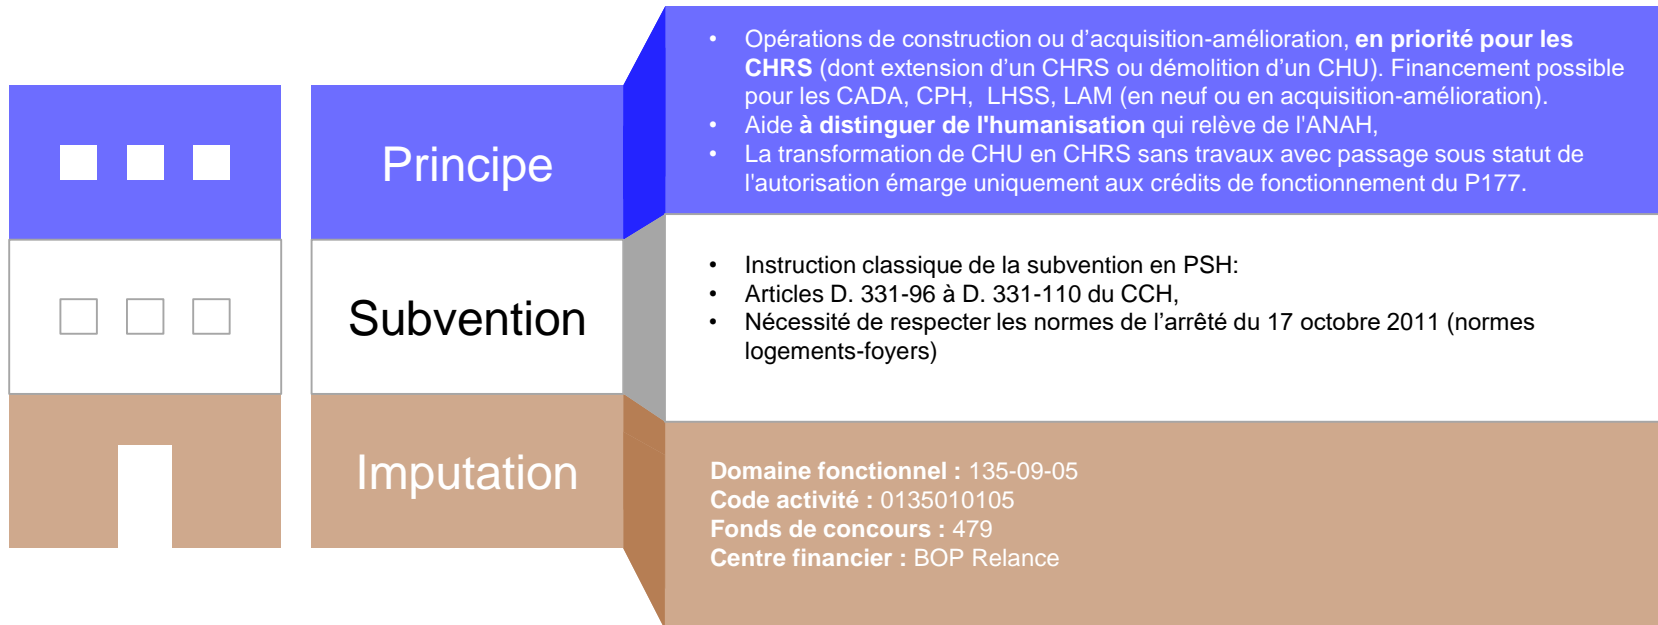 Principe
• Opérations de construction ou d’acquisition-amélioration, en priorité pour les
CHRS (dont extension d’un CHRS ou démolition d’un CHU). Financement possible
pour les CADA, CPH,  LHSS, LAM (en neuf ou en acquisition-amélioration).
• Aide à distinguer de l'humanisation qui relève de l'ANAH,
• La transformation de CHU en CHRS sans travaux avec passage sous statut de
l'autorisation émarge uniquement aux crédits de fonctionnement du P177.
Subvention
• Instruction classique de la subvention en PSH:
• Articles D. 331-96 à D. 331-110 du CCH,
• Nécessité de respecter les normes de l’arrêté du 17 octobre 2011 (normes
logements-foyers)
Imputation
Domaine fonctionnel : 135-09-05
Code activité : 0135010105
Fonds de concours : 479
Centre financier : BOP Relance